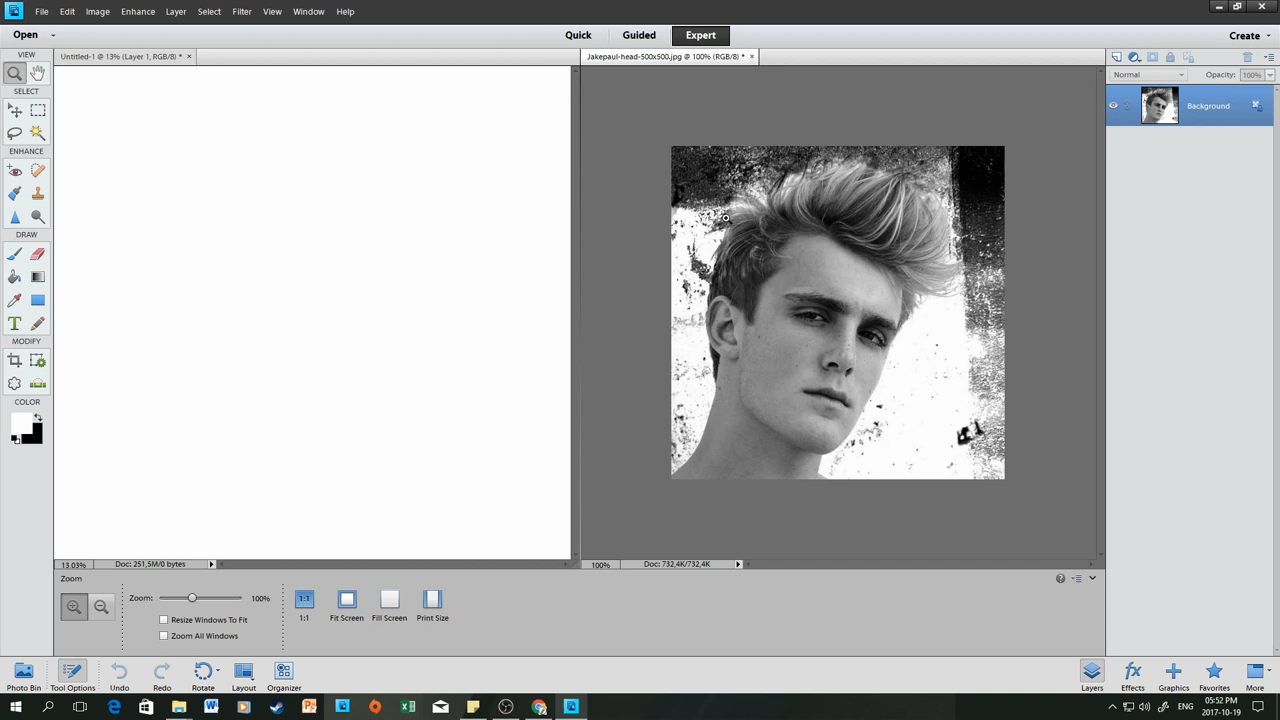 File Edit Image Enhance Layer Select Filter View Window Help
Open Quick Guided Expert Create
VIEW
Untitled-1 @ 13% (Layer 1, RGB/8) * ×
Jakepaul-head-500x500.jpg @ 100% (RGB/8) * ×
Normal Opacity: 100%
SELECT
Background
ENHANCE
DRAW
MODIFY
COLOR
13.03% Doc: 251,5M/0 bytes
100% Doc: 732,4K/732,4K
Zoom
Zoom: 100%
1:1
1:1 Fit Screen Fill Screen Print Size
Resize Windows To Fit
Zoom All Windows
Photo Bin Tool Options Undo Redo Rotate Layout Organizer
Layers Effects Graphics Favorites More
ENG
05:52 PM
2017-10-19